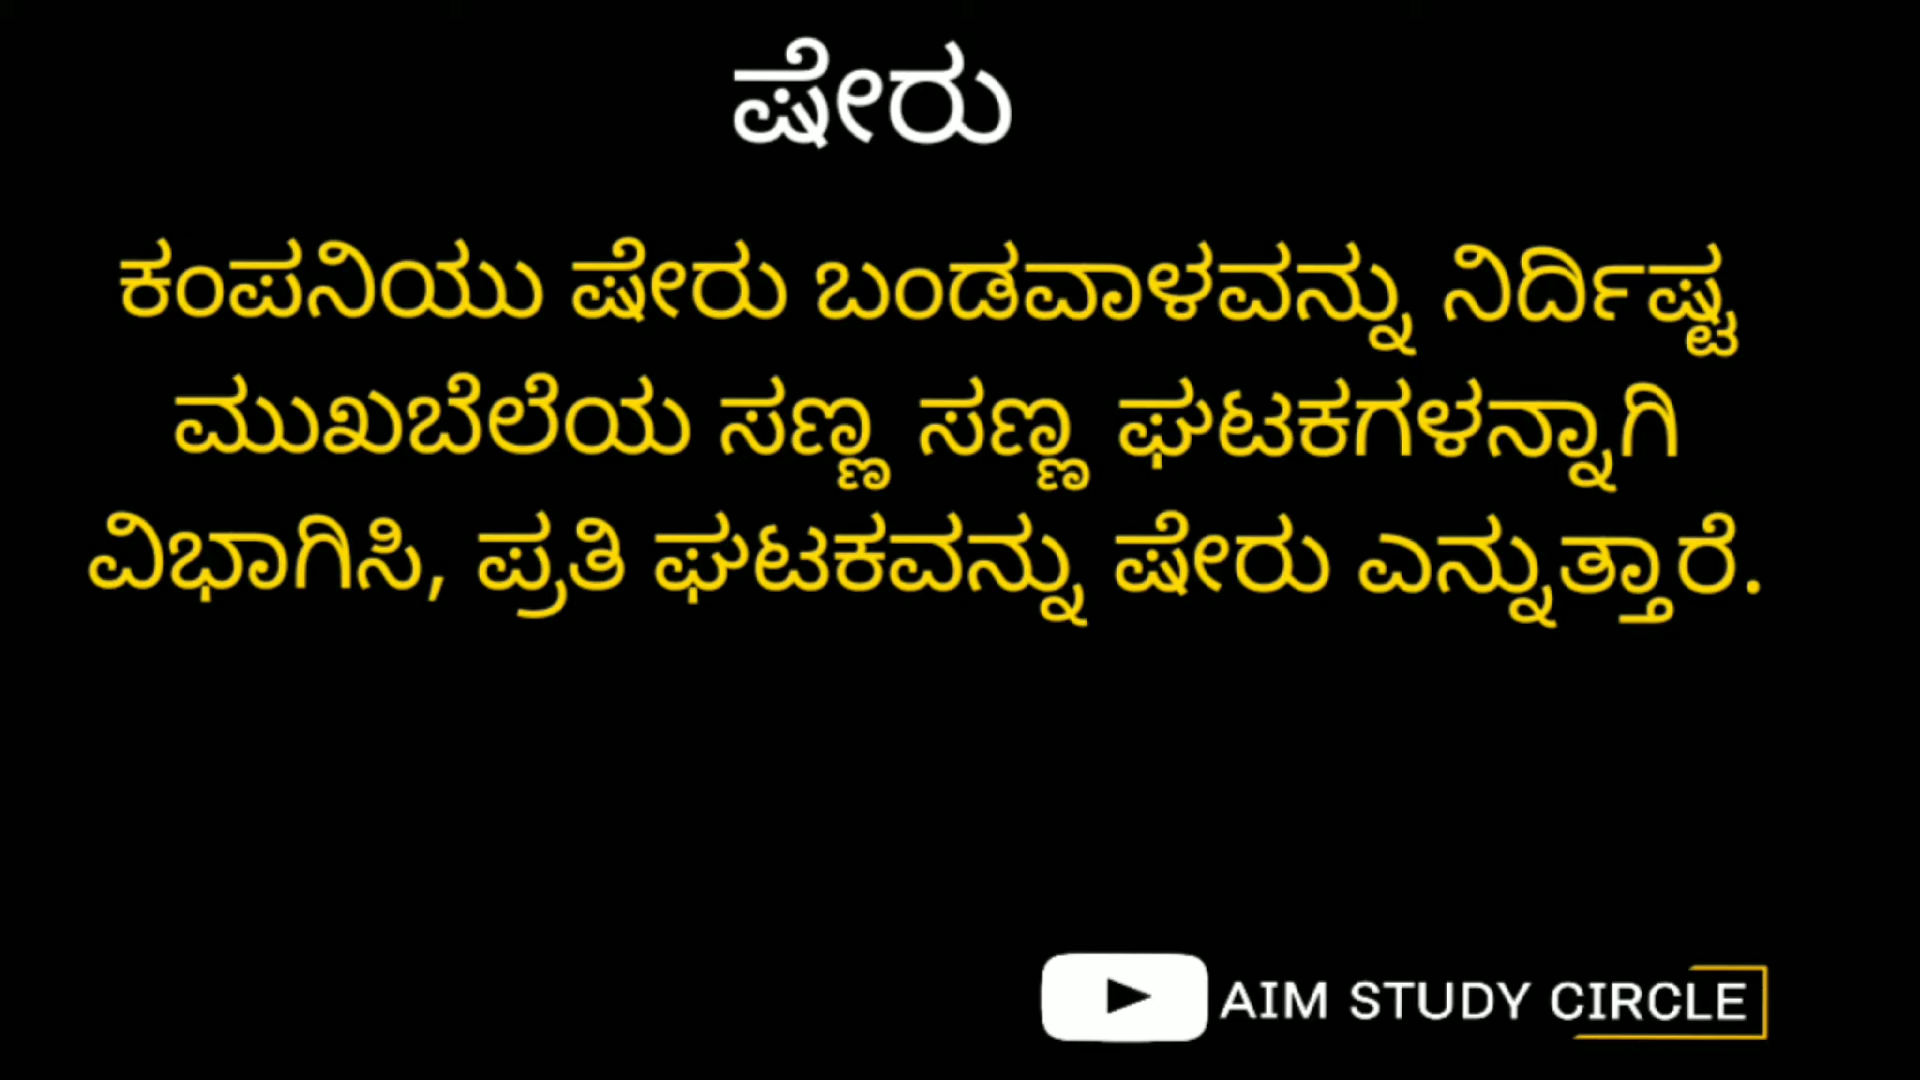 ಷೇರು
ಕಂಪನಿಯು ಷೇರು ಬಂಡವಾಳವನ್ನು ನಿರ್ದಿಷ್ಟ
ಮುಖಬೆಲೆಯ ಸಣ್ಣ ಸಣ್ಣ ಘಟಕಗಳನ್ನಾಗಿ
ವಿಭಾಗಿಸಿ, ಪ್ರತಿ ಘಟಕವನ್ನು ಷೇರು ಎನ್ನುತ್ತಾರೆ.
AIM STUDY CIRCLE